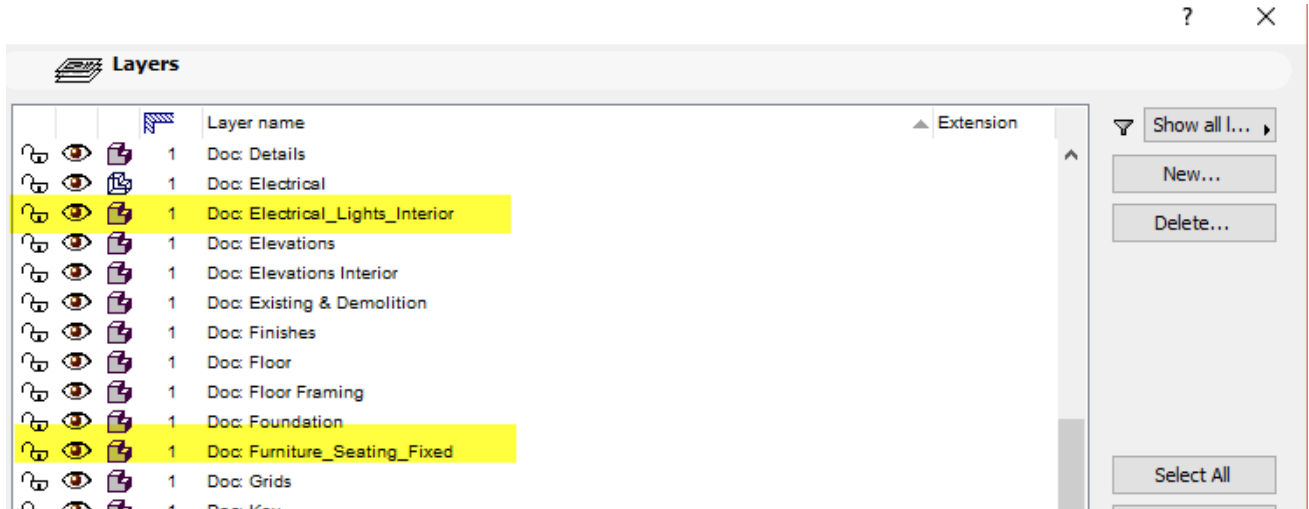 ?
Layers
Layer name Extension Show all l...
1 Doc: Details
New...
1 Doc: Electrical
1 Doc: Electrical_Lights_Interior
Delete...
1 Doc: Elevations
1 Doc: Elevations Interior
1 Doc: Existing & Demolition
1 Doc: Finishes
1 Doc: Floor
1 Doc: Floor Framing
1 Doc: Foundation
1 Doc: Furniture_Seating_Fixed
1 Doc: Grids
Select All